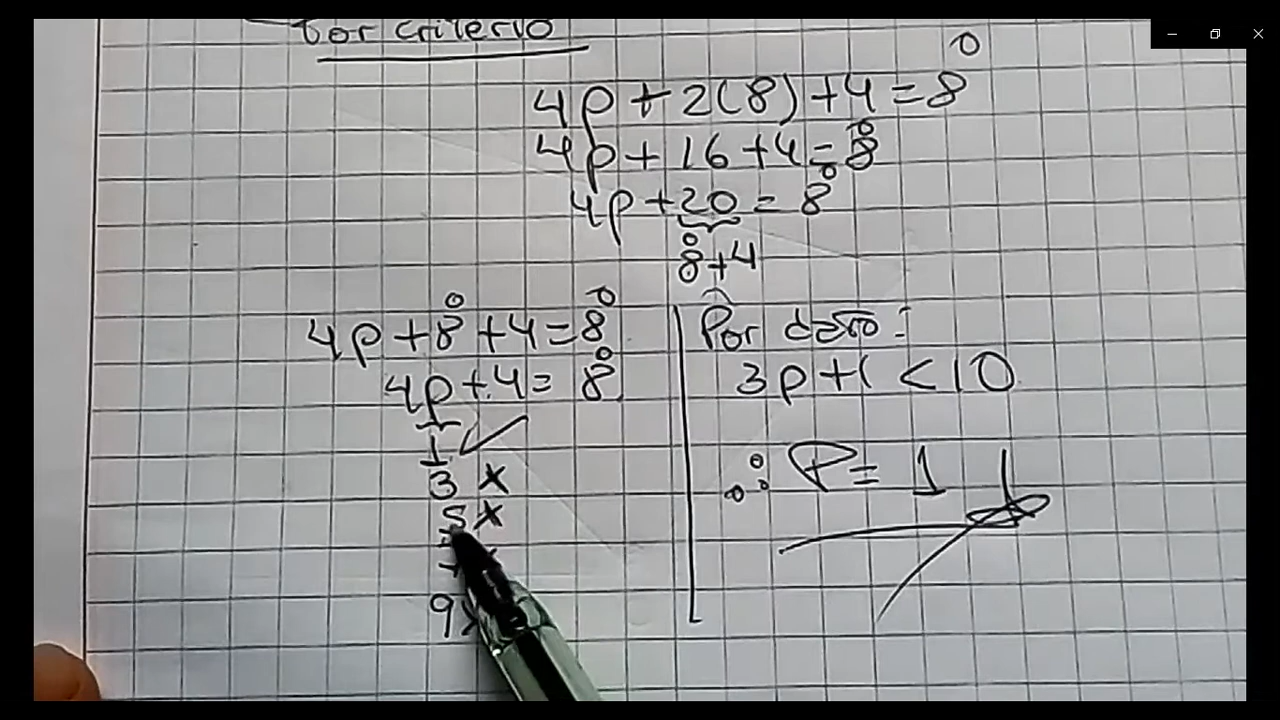 Por criterio
4p + 2(8) + 4 = 8̊
4p + 16 + 4 = 8̊
4p + 20 = 8̊
8̊ + 4
4p + 8̊ + 4 = 8̊
4p + 4 = 8̊
1 ✓
3 x
5 x
9 x
Por dato:
3p + 1 < 10
∴ P = 1